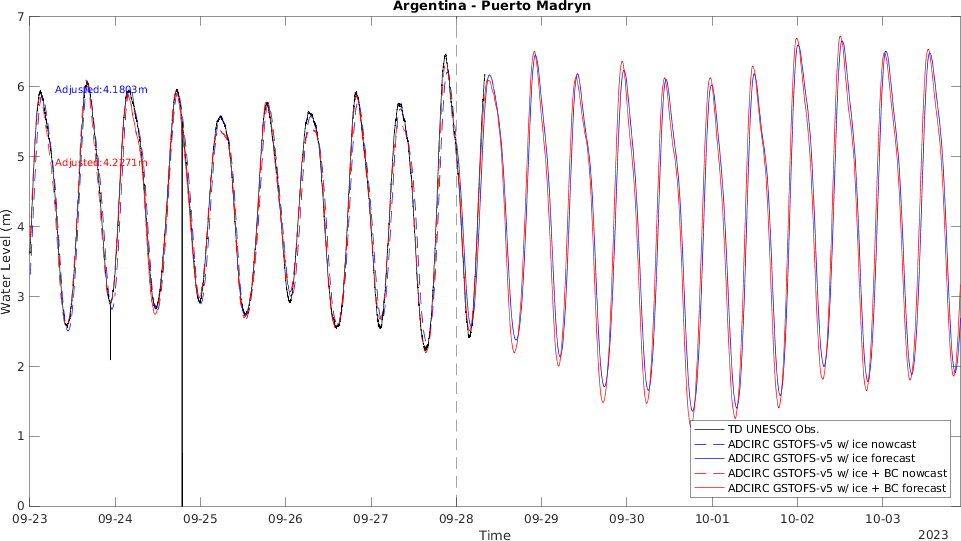 Argentina - Puerto Madryn
7
6
5
4
3
2
1
0
Water Level (m)
Adjusted:4.1803m
Adjusted:4.2271m
TD UNESCO Obs.
ADCIRC GSTOFS-v5 w/ ice nowcast
ADCIRC GSTOFS-v5 w/ ice forecast
ADCIRC GSTOFS-v5 w/ ice + BC nowcast
ADCIRC GSTOFS-v5 w/ ice + BC forecast
09-23 09-24 09-25 09-26 09-27 09-28 09-29 09-30 10-01 10-02 10-03
Time
2023